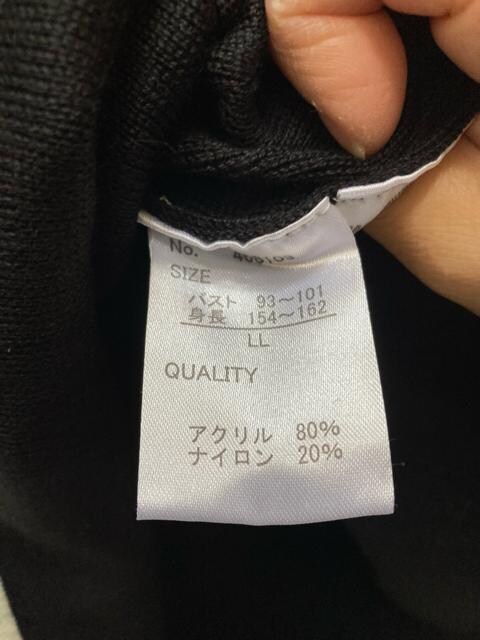 No.
SIZE
バスト 93～101
身長 154～162
LL
QUALITY
アクリル 80%
ナイロン 20%